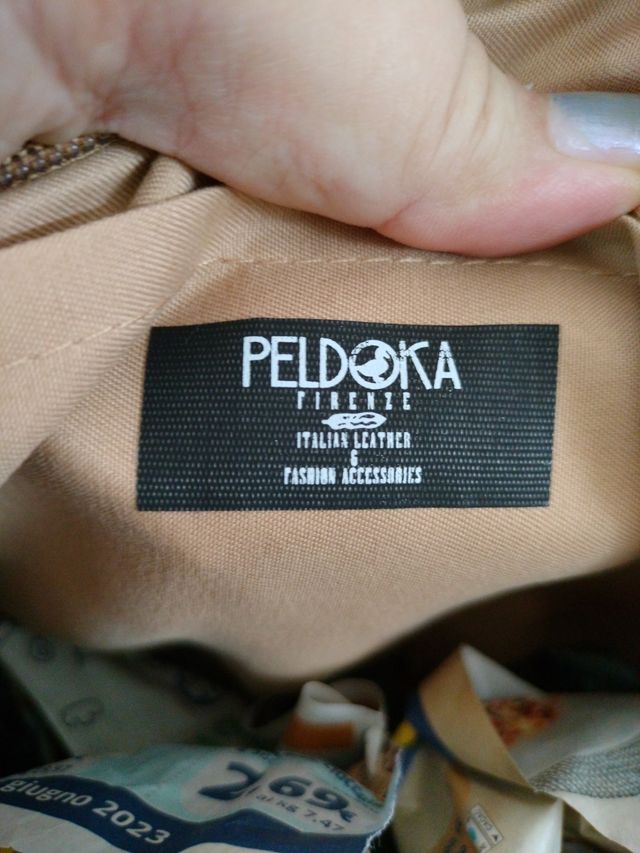 PELDOKA
FIRENZE
ITALIAN LEATHER
&
FASHION ACCESSORIES
2,69€
al kg 7.47
giugno 2023